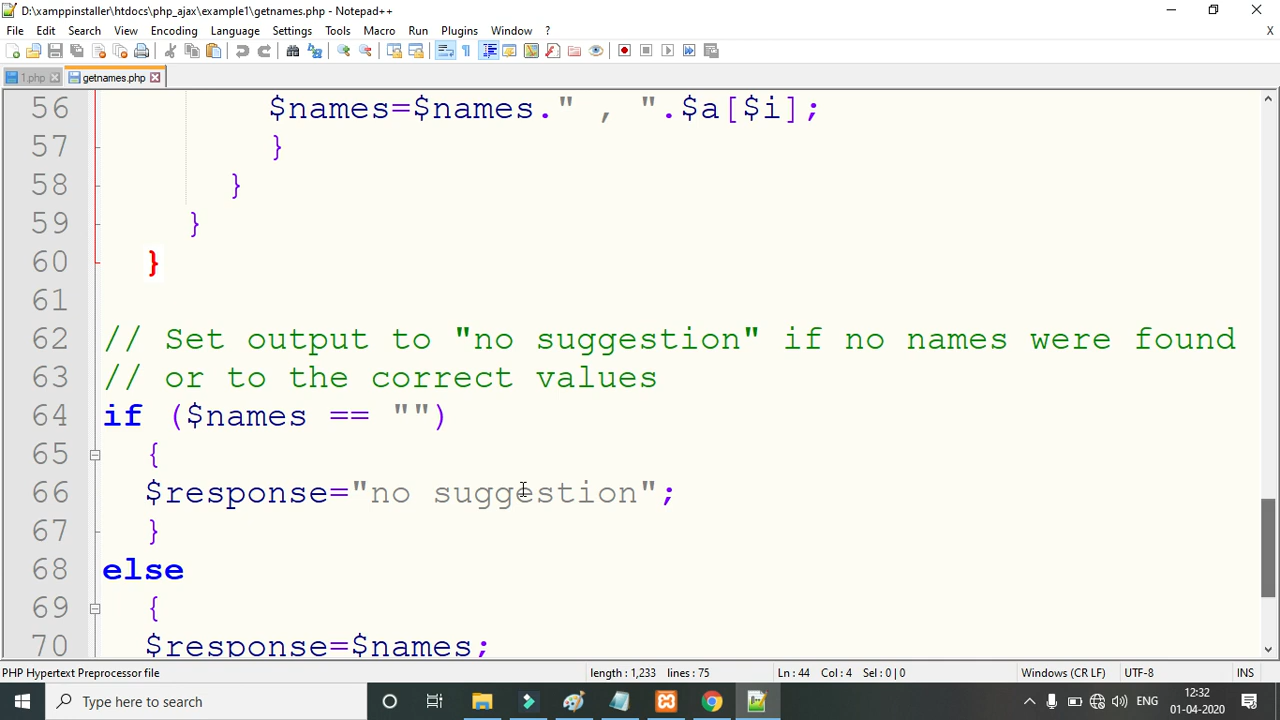 D:\xamppinstaller\htdocs\php_ajax\example1\getnames.php - Notepad++
File Edit Search View Encoding Language Settings Tools Macro Run Plugins Window ? X
1.php getnames.php
56 $names=$names." , ".$a[$i];
57 }
58 }
59 }
60 }
61
62 // Set output to "no suggestion" if no names were found
63 // or to the correct values
64 if ($names == "")
65 {
66 $response="no suggestion";
67 }
68 else
69 {
70 $response=$names;
PHP Hypertext Preprocessor file length : 1,233 lines : 75 Ln : 44 Col : 4 Sel : 0 | 0 Windows (CR LF) UTF-8 INS
Type here to search ENG 12:32
01-04-2020